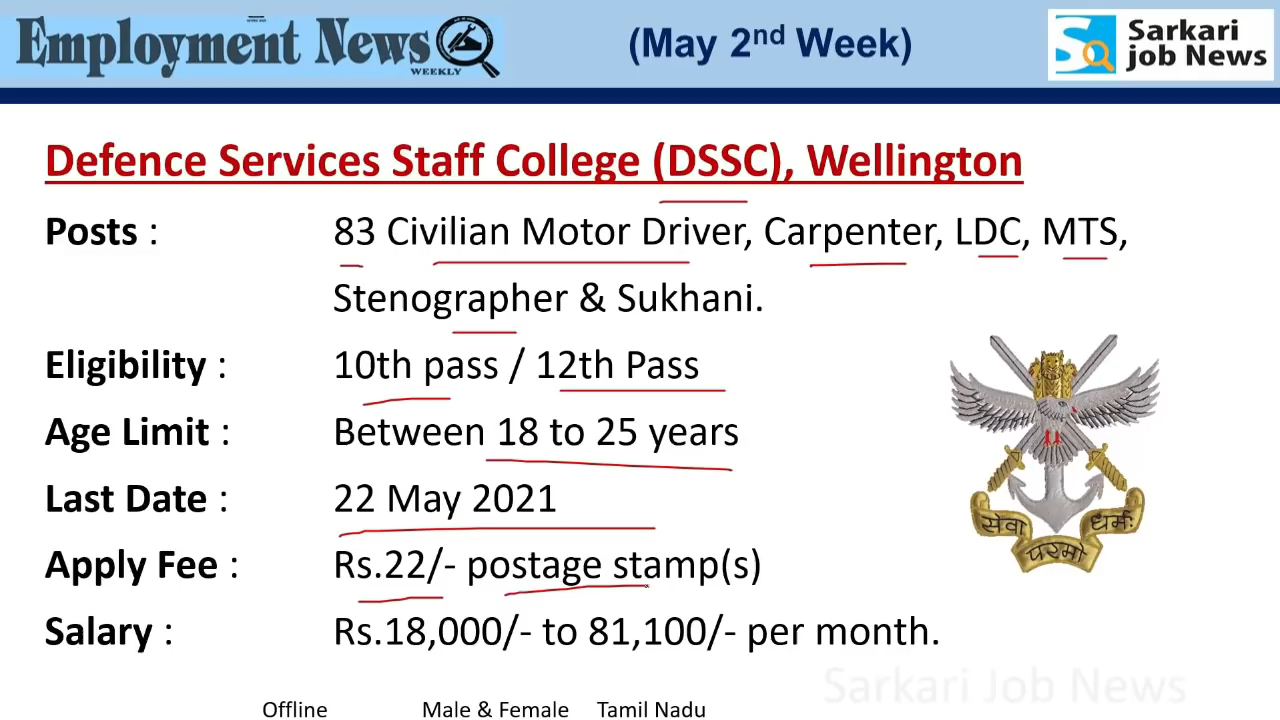 Employment News
WEEKLY
(May 2nd Week)
Sarkari
job News
Defence Services Staff College (DSSC), Wellington
Posts : 83 Civilian Motor Driver, Carpenter, LDC, MTS,
Stenographer & Sukhani.
Eligibility : 10th pass / 12th Pass
Age Limit : Between 18 to 25 years
Last Date : 22 May 2021
Apply Fee : Rs.22/- postage stamp(s)
Salary : Rs.18,000/- to 81,100/- per month.
सेवा धर्मः
परमो
Sarkari Job News
Offline Male & Female Tamil Nadu